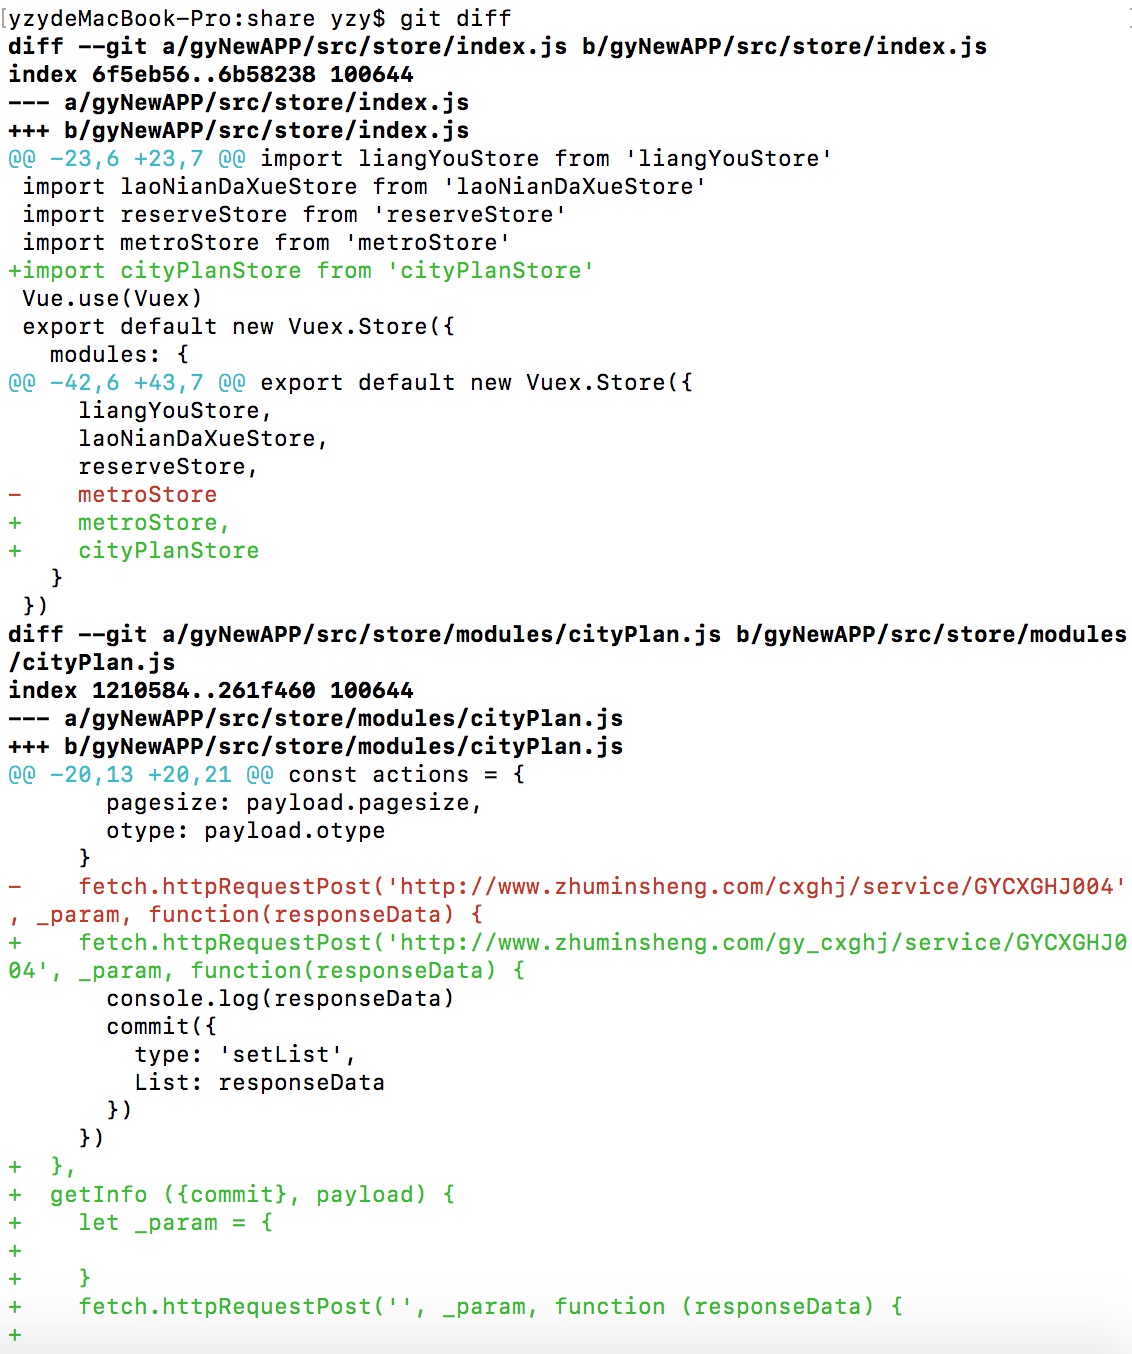 [yzydeMacBook-Pro:share yzy$ git diff
diff --git a/gyNewAPP/src/store/index.js b/gyNewAPP/src/store/index.js
index 6f5eb56..6b58238 100644
--- a/gyNewAPP/src/store/index.js
+++ b/gyNewAPP/src/store/index.js
@@ -23,6 +23,7 @@ import liangYouStore from 'liangYouStore'
 import laoNianDaXueStore from 'laoNianDaXueStore'
 import reserveStore from 'reserveStore'
 import metroStore from 'metroStore'
+import cityPlanStore from 'cityPlanStore'
 Vue.use(Vuex)
 export default new Vuex.Store({
   modules: {
@@ -42,6 +43,7 @@ export default new Vuex.Store({
     liangYouStore,
     laoNianDaXueStore,
     reserveStore,
-    metroStore
+    metroStore,
+    cityPlanStore
   }
 })
diff --git a/gyNewAPP/src/store/modules/cityPlan.js b/gyNewAPP/src/store/modules
/cityPlan.js
index 1210584..261f460 100644
--- a/gyNewAPP/src/store/modules/cityPlan.js
+++ b/gyNewAPP/src/store/modules/cityPlan.js
@@ -20,13 +20,21 @@ const actions = {
       pagesize: payload.pagesize,
       otype: payload.otype
     }
-    fetch.httpRequestPost('http://www.zhuminsheng.com/cxghj/service/GYCXGHJ004'
, _param, function(responseData) {
+    fetch.httpRequestPost('http://www.zhuminsheng.com/gy_cxghj/service/GYCXGHJ0
04', _param, function(responseData) {
       console.log(responseData)
       commit({
         type: 'setList',
         List: responseData
       })
     })
+  },
+  getInfo ({commit}, payload) {
+    let _param = {
+
+    }
+    fetch.httpRequestPost('', _param, function (responseData) {
+